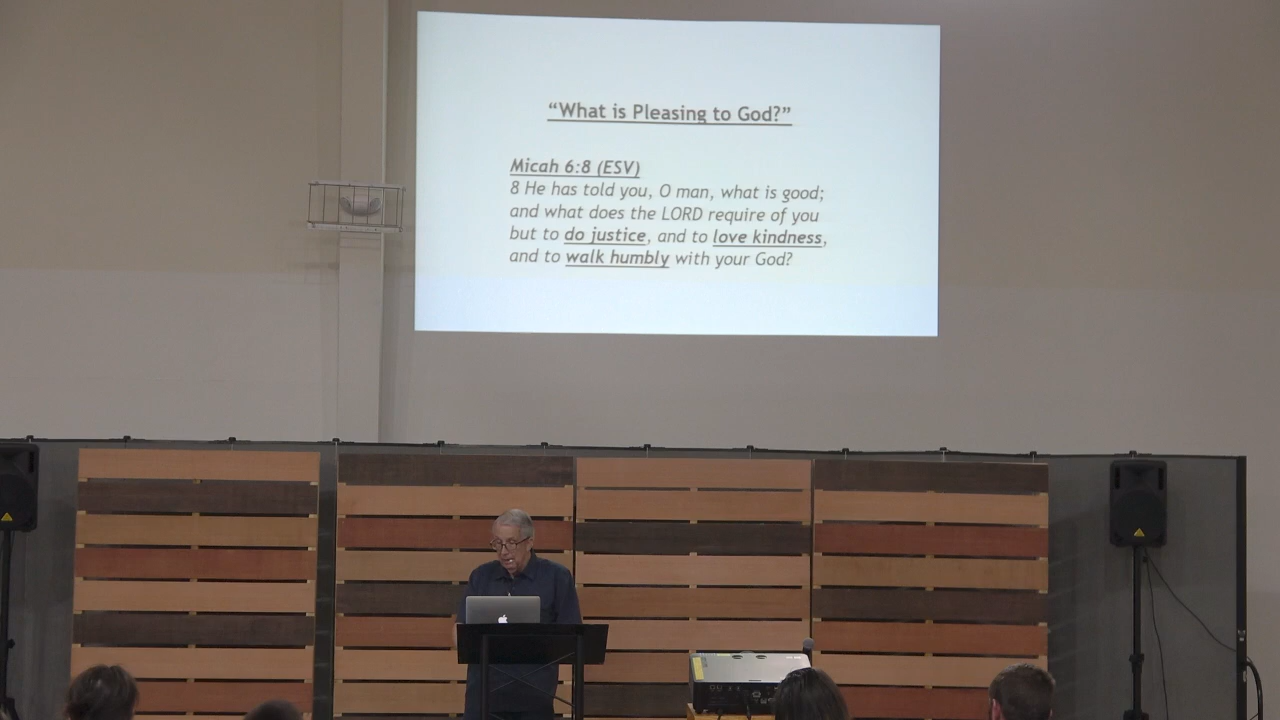 “What is Pleasing to God?”
Micah 6:8 (ESV)
8 He has told you, O man, what is good;
and what does the LORD require of you
but to do justice, and to love kindness,
and to walk humbly with your God?